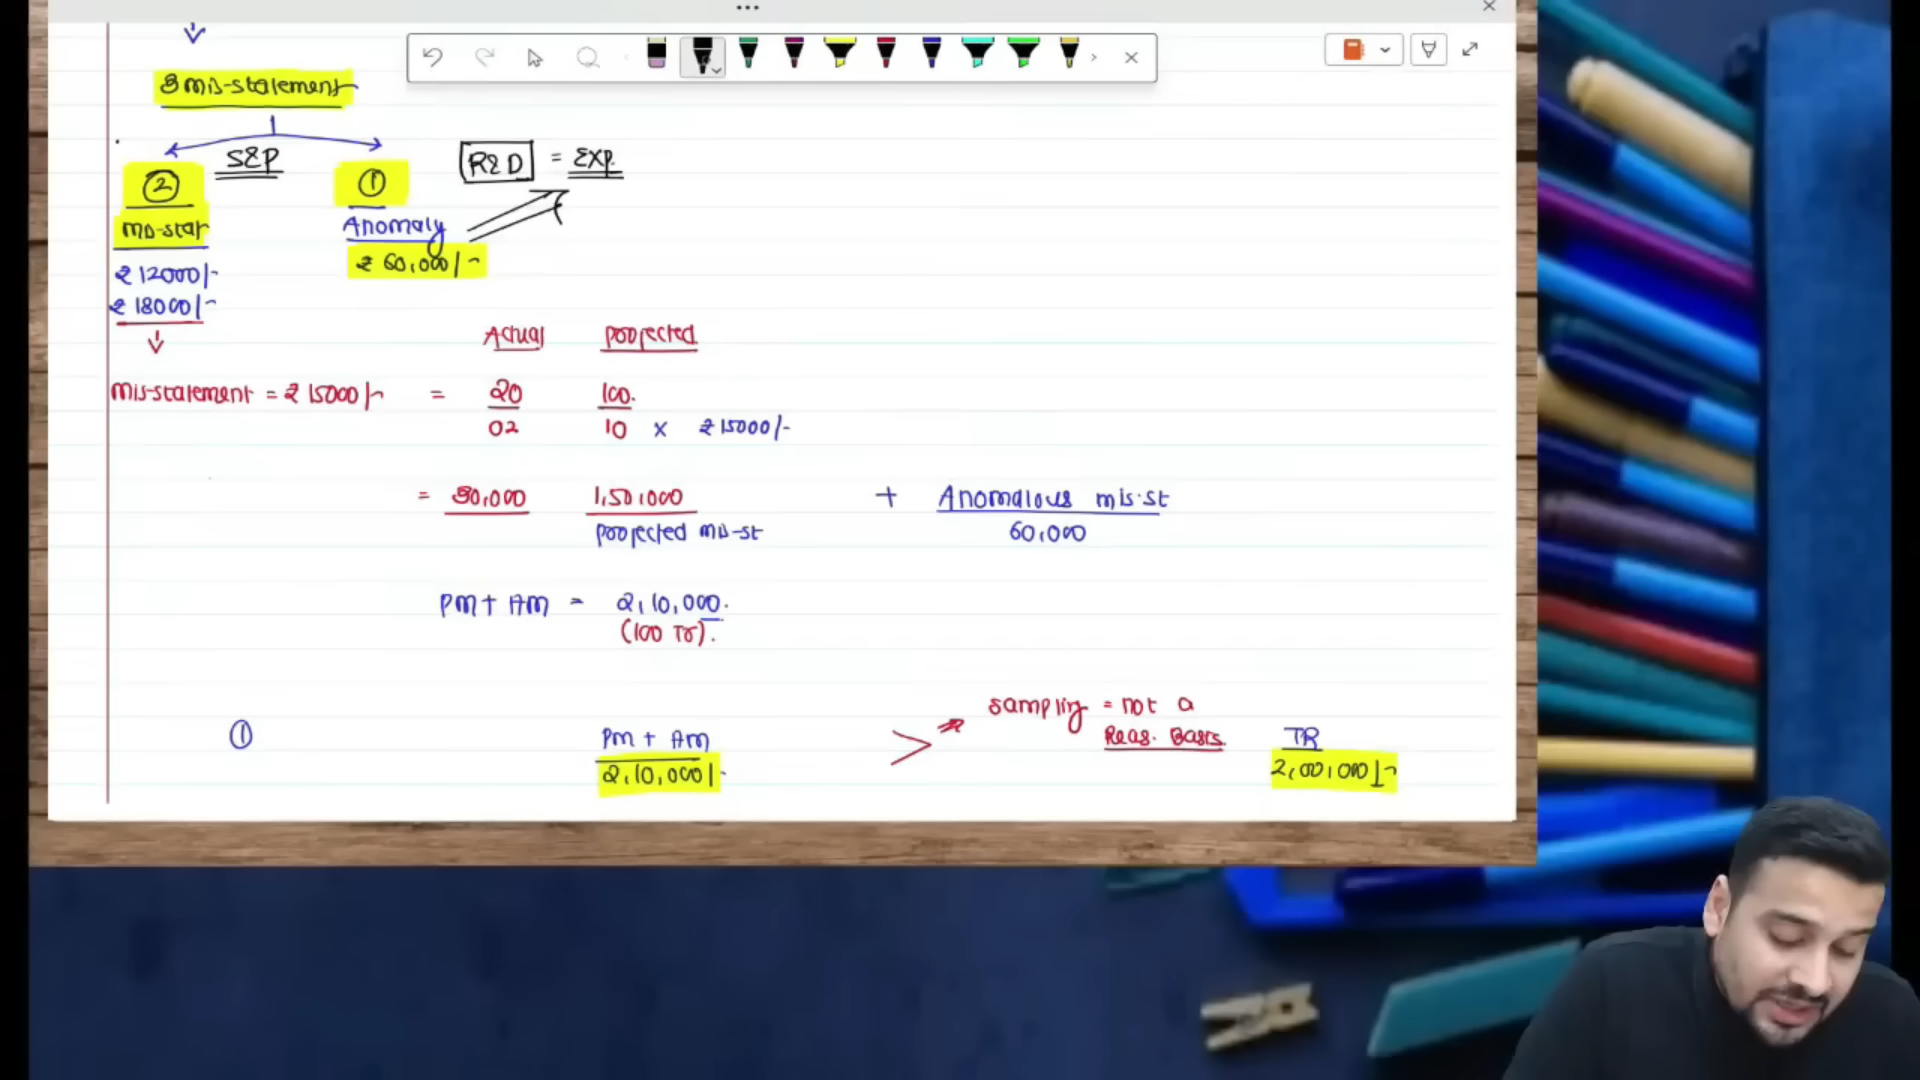 3 mis-statement
S&P
R&D = Exp.
② ①
mis-stat Anomaly
₹ 12000/-
₹ 60,000/-
₹ 18000/-
Actual projected
mis-statement = ₹ 15000/- = 20 100.
02 10 x ₹ 15000/-
= 30,000 1,50,000 + Anomalous mis.st
projected mis-st 60,000
PM + AM = 2,10,000.
(100 Tr).
sampling = not a
① PM + AM > Reas. Basis. TR
2,10,000/- 2,00,000/-